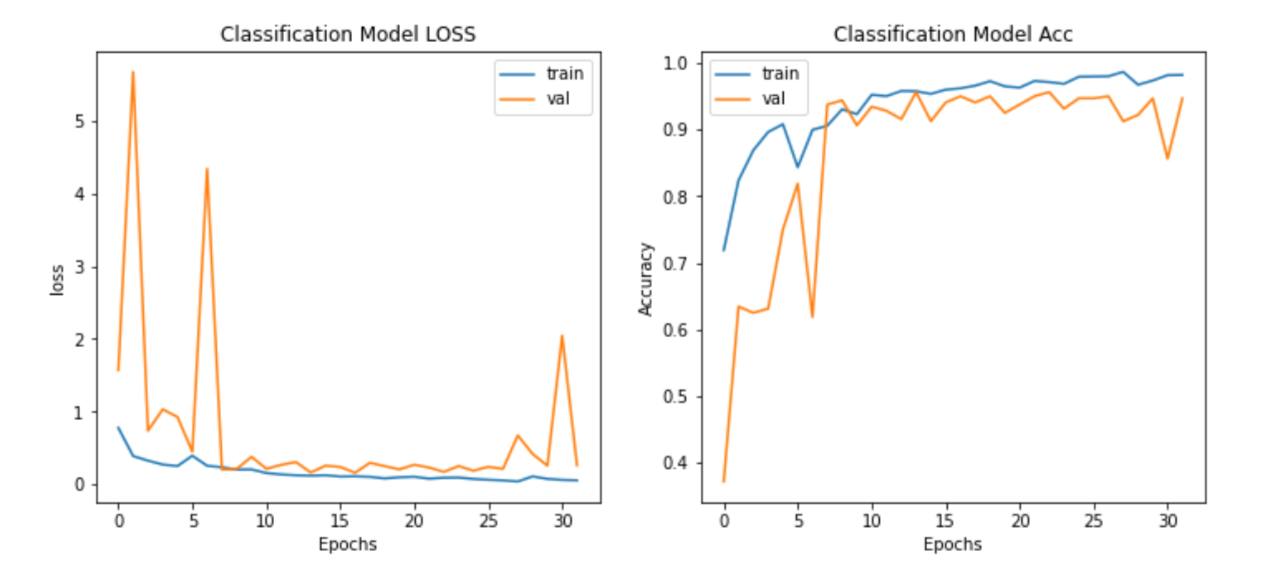 Classification Model LOSS
train
val
5
4
3
2
1
0
loss
0 5 10 15 20 25 30
Epochs
Classification Model Acc
train
val
1.0
0.9
0.8
0.7
0.6
0.5
0.4
Accuracy
0 5 10 15 20 25 30
Epochs